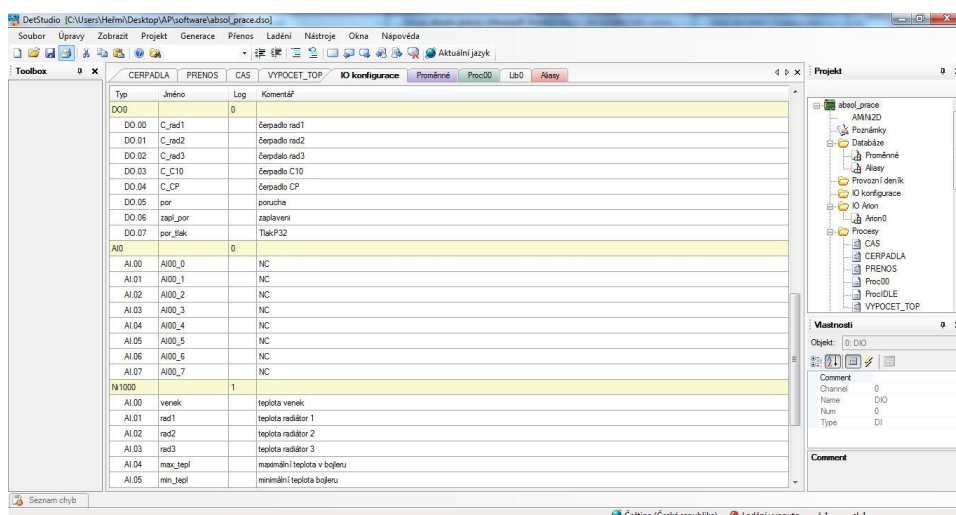 DetStudio [C:\Users\Heřmi\Desktop\AP\software\absol_prace.dso]
Soubor Úpravy Zobrazit Projekt Generace Přenos Ladění Nástroje Okna Nápověda
Aktuální jazyk
Toolbox
CERPADLA PRENOS CAS VYPOCET_TOP IO konfigurace Proměnné Proc00 Lib0 Aliasy
Projekt
Typ Jméno Log Komentář
DO0 0
DO.00 C_rad1 čerpadlo rad1
DO.01 C_rad2 čerpadlo rad2
DO.02 C_rad3 čerpdalo rad3
DO.03 C_C10 čerpadlo C10
DO.04 C_CP čerpadlo CP
DO.05 por porucha
DO.06 zapl_por zaplaveni
DO.07 por_tlak TlakP32
AI0 0
AI.00 AI00_0 NC
AI.01 AI00_1 NC
AI.02 AI00_2 NC
AI.03 AI00_3 NC
AI.04 AI00_4 NC
AI.05 AI00_5 NC
AI.06 AI00_6 NC
AI.07 AI00_7 NC
Ni1000 1
AI.00 venek teplota venek
AI.01 rad1 teplota radiátor 1
AI.02 rad2 teplota radiátor 2
AI.03 rad3 teplota radiátor 3
AI.04 max_tepl maximální teplota v bojleru
AI.05 min_tepl minimální teplota bojleru
absol_prace
AMiNi2D
Poznámky
Databáze
Proměnné
Aliasy
Provozní deník
IO konfigurace
IO Arion
Arion0
Procesy
CAS
CERPADLA
PRENOS
Proc00
ProcIDLE
VYPOCET_TOP
Vlastnosti
Objekt: 0: DIO
Comment
Channel 0
Name DIO
Num 0
Type DI
Comment
Seznam chyb
Čeština (Česká republika) Ladění vypnuto ř.1 sl.1